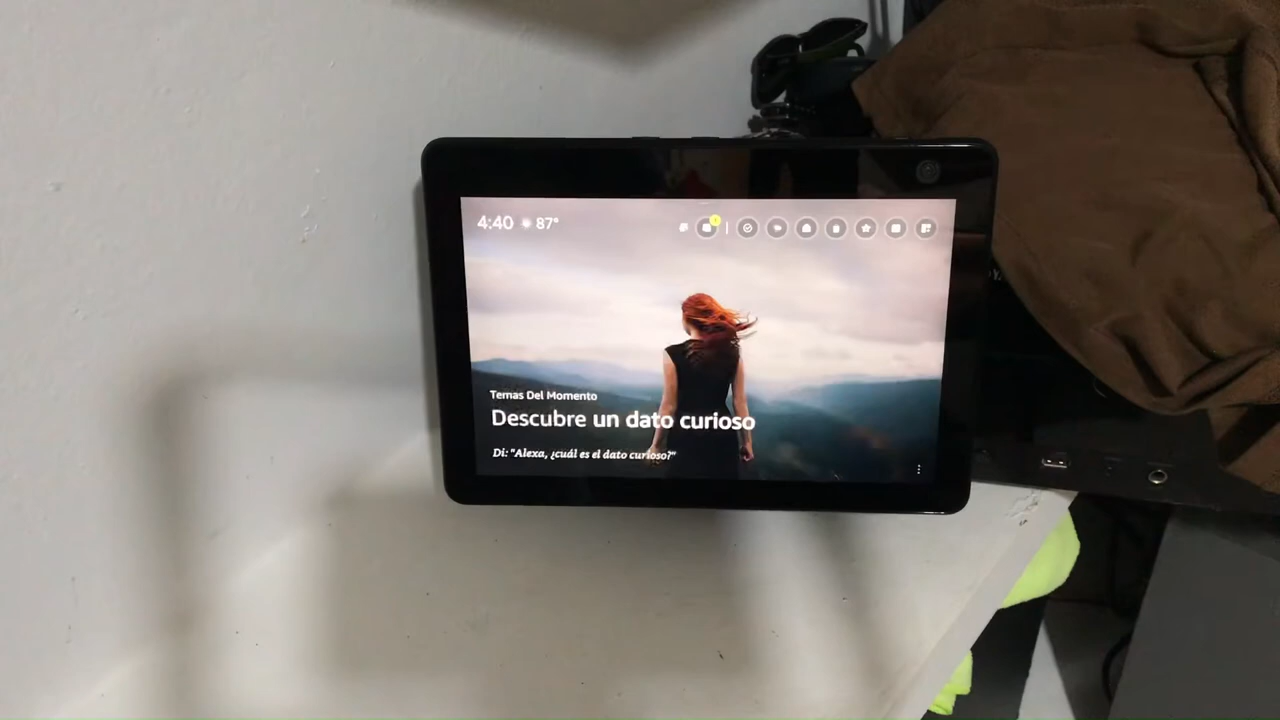 4:40 87°
Temas Del Momento
Descubre un dato curioso
Di: "Alexa, ¿cuál es el dato curioso?"